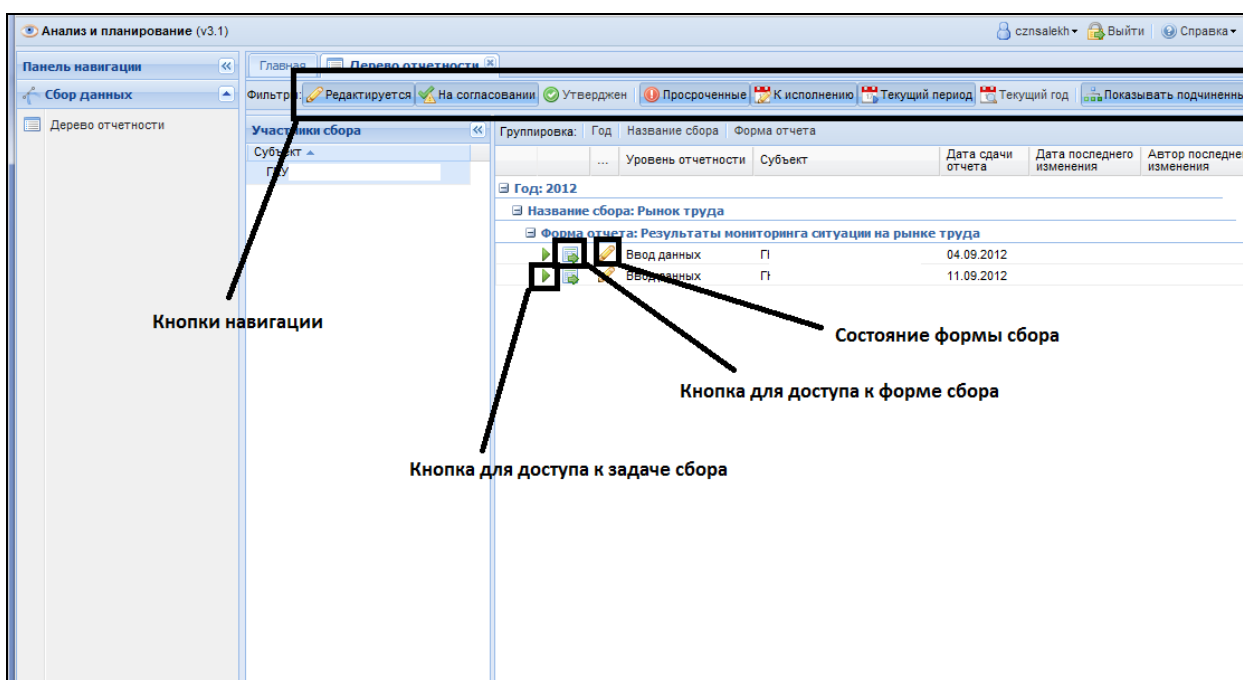 Анализ и планирование (v3.1) cznsalekh Выйти Справка
Панель навигации Главная Дерево отчетности
Сбор данных Фильтры: Редактируется На согласовании Утвержден Просроченные К исполнению Текущий период Текущий год Показывать подчиненны
Дерево отчетности Участники сбора Группировка: Год Название сбора Форма отчета
Субъект ... Уровень отчетности Субъект Дата сдачи отчета Дата последнего изменения Автор последне изменения
Год: 2012
Название сбора: Рынок труда
Форма отчета: Результаты мониторинга ситуации на рынке труда
Ввод данных 04.09.2012
Ввод данных 11.09.2012
Кнопки навигации
Состояние формы сбора
Кнопка для доступа к форме сбора
Кнопка для доступа к задаче сбора